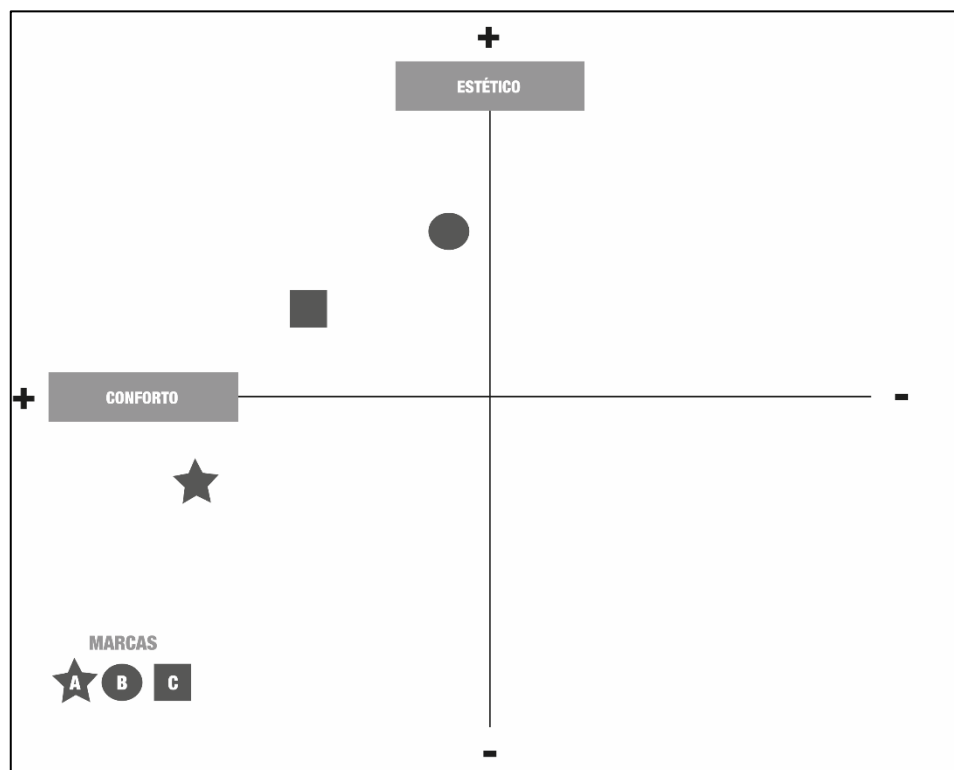 +
ESTÉTICO
+ CONFORTO -
MARCAS
A B C
-